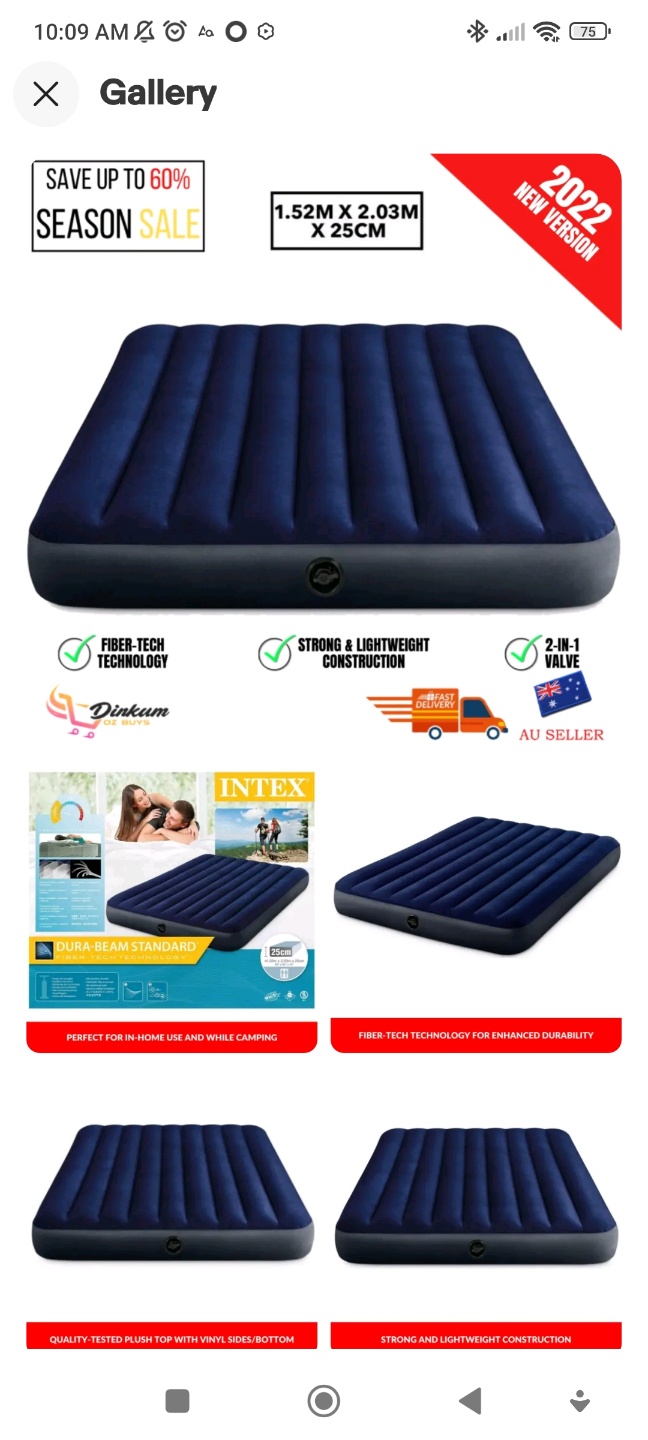 10:09 AM
75
Gallery
SAVE UP TO 60%
SEASON SALE
1.52M X 2.03M
X 25CM
2022
NEW VERSION
FIBER-TECH
TECHNOLOGY
STRONG & LIGHTWEIGHT
CONSTRUCTION
2-IN-1
VALVE
Dinkum
OZ BUYS
FAST
DELIVERY
AU SELLER
INTEX
DURA-BEAM STANDARD
FIBER-TECH TECHNOLOGY
25cm
PERFECT FOR IN-HOME USE AND WHILE CAMPING
FIBER-TECH TECHNOLOGY FOR ENHANCED DURABILITY
QUALITY-TESTED PLUSH TOP WITH VINYL SIDES/BOTTOM
STRONG AND LIGHTWEIGHT CONSTRUCTION